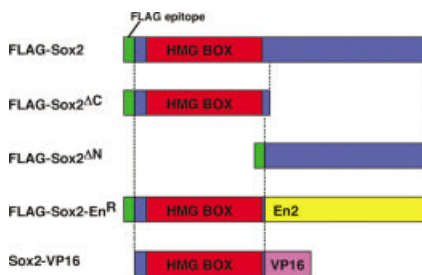 FLAG epitope
FLAG-Sox2 HMG BOX
FLAG-Sox2ΔC HMG BOX
FLAG-Sox2ΔN
FLAG-Sox2-EnR HMG BOX En2
Sox2-VP16 HMG BOX VP16